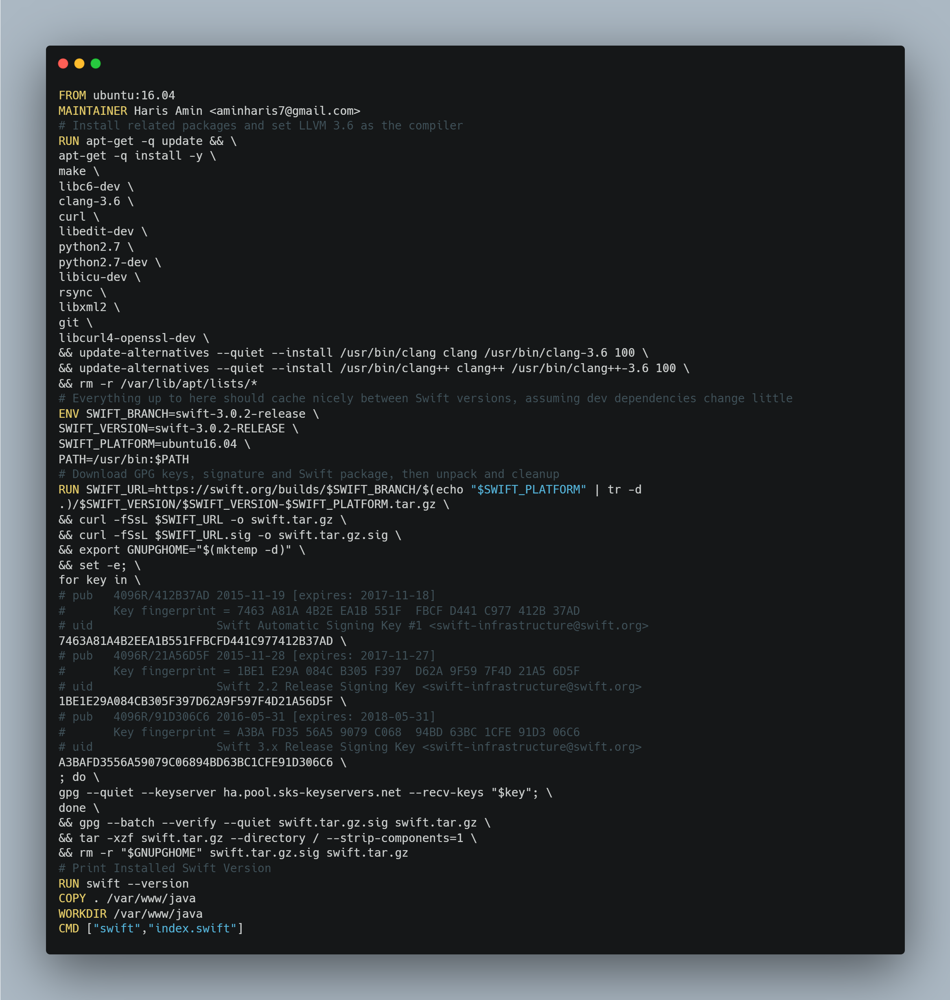 FROM ubuntu:16.04
MAINTAINER Haris Amin <aminharis7@gmail.com>
# Install related packages and set LLVM 3.6 as the compiler
RUN apt-get -q update && \
apt-get -q install -y \
make \
libc6-dev \
clang-3.6 \
curl \
libedit-dev \
python2.7 \
python2.7-dev \
libicu-dev \
rsync \
libxml2 \
git \
libcurl4-openssl-dev \
&& update-alternatives --quiet --install /usr/bin/clang clang /usr/bin/clang-3.6 100 \
&& update-alternatives --quiet --install /usr/bin/clang++ clang++ /usr/bin/clang++-3.6 100 \
&& rm -r /var/lib/apt/lists/*
# Everything up to here should cache nicely between Swift versions, assuming dev dependencies change little
ENV SWIFT_BRANCH=swift-3.0.2-release \
SWIFT_VERSION=swift-3.0.2-RELEASE \
SWIFT_PLATFORM=ubuntu16.04 \
PATH=/usr/bin:$PATH
# Download GPG keys, signature and Swift package, then unpack and cleanup
RUN SWIFT_URL=https://swift.org/builds/$SWIFT_BRANCH/$(echo "$SWIFT_PLATFORM" | tr -d
.)/$SWIFT_VERSION/$SWIFT_VERSION-$SWIFT_PLATFORM.tar.gz \
&& curl -fSsL $SWIFT_URL -o swift.tar.gz \
&& curl -fSsL $SWIFT_URL.sig -o swift.tar.gz.sig \
&& export GNUPGHOME="$(mktemp -d)" \
&& set -e; \
for key in \
# pub   4096R/412B37AD 2015-11-19 [expires: 2017-11-18]
#       Key fingerprint = 7463 A81A 4B2E EA1B 551F  FBCF D441 C977 412B 37AD
# uid                  Swift Automatic Signing Key #1 <swift-infrastructure@swift.org>
7463A81A4B2EEA1B551FFBCFD441C977412B37AD \
# pub   4096R/21A56D5F 2015-11-28 [expires: 2017-11-27]
#       Key fingerprint = 1BE1 E29A 084C B305 F397  D62A 9F59 7F4D 21A5 6D5F
# uid                  Swift 2.2 Release Signing Key <swift-infrastructure@swift.org>
1BE1E29A084CB305F397D62A9F597F4D21A56D5F \
# pub   4096R/91D306C6 2016-05-31 [expires: 2018-05-31]
#       Key fingerprint = A3BA FD35 56A5 9079 C068  94BD 63BC 1CFE 91D3 06C6
# uid                  Swift 3.x Release Signing Key <swift-infrastructure@swift.org>
A3BAFD3556A59079C06894BD63BC1CFE91D306C6 \
; do \
gpg --quiet --keyserver ha.pool.sks-keyservers.net --recv-keys "$key"; \
done \
&& gpg --batch --verify --quiet swift.tar.gz.sig swift.tar.gz \
&& tar -xzf swift.tar.gz --directory / --strip-components=1 \
&& rm -r "$GNUPGHOME" swift.tar.gz.sig swift.tar.gz
# Print Installed Swift Version
RUN swift --version
COPY . /var/www/java
WORKDIR /var/www/java
CMD ["swift","index.swift"]